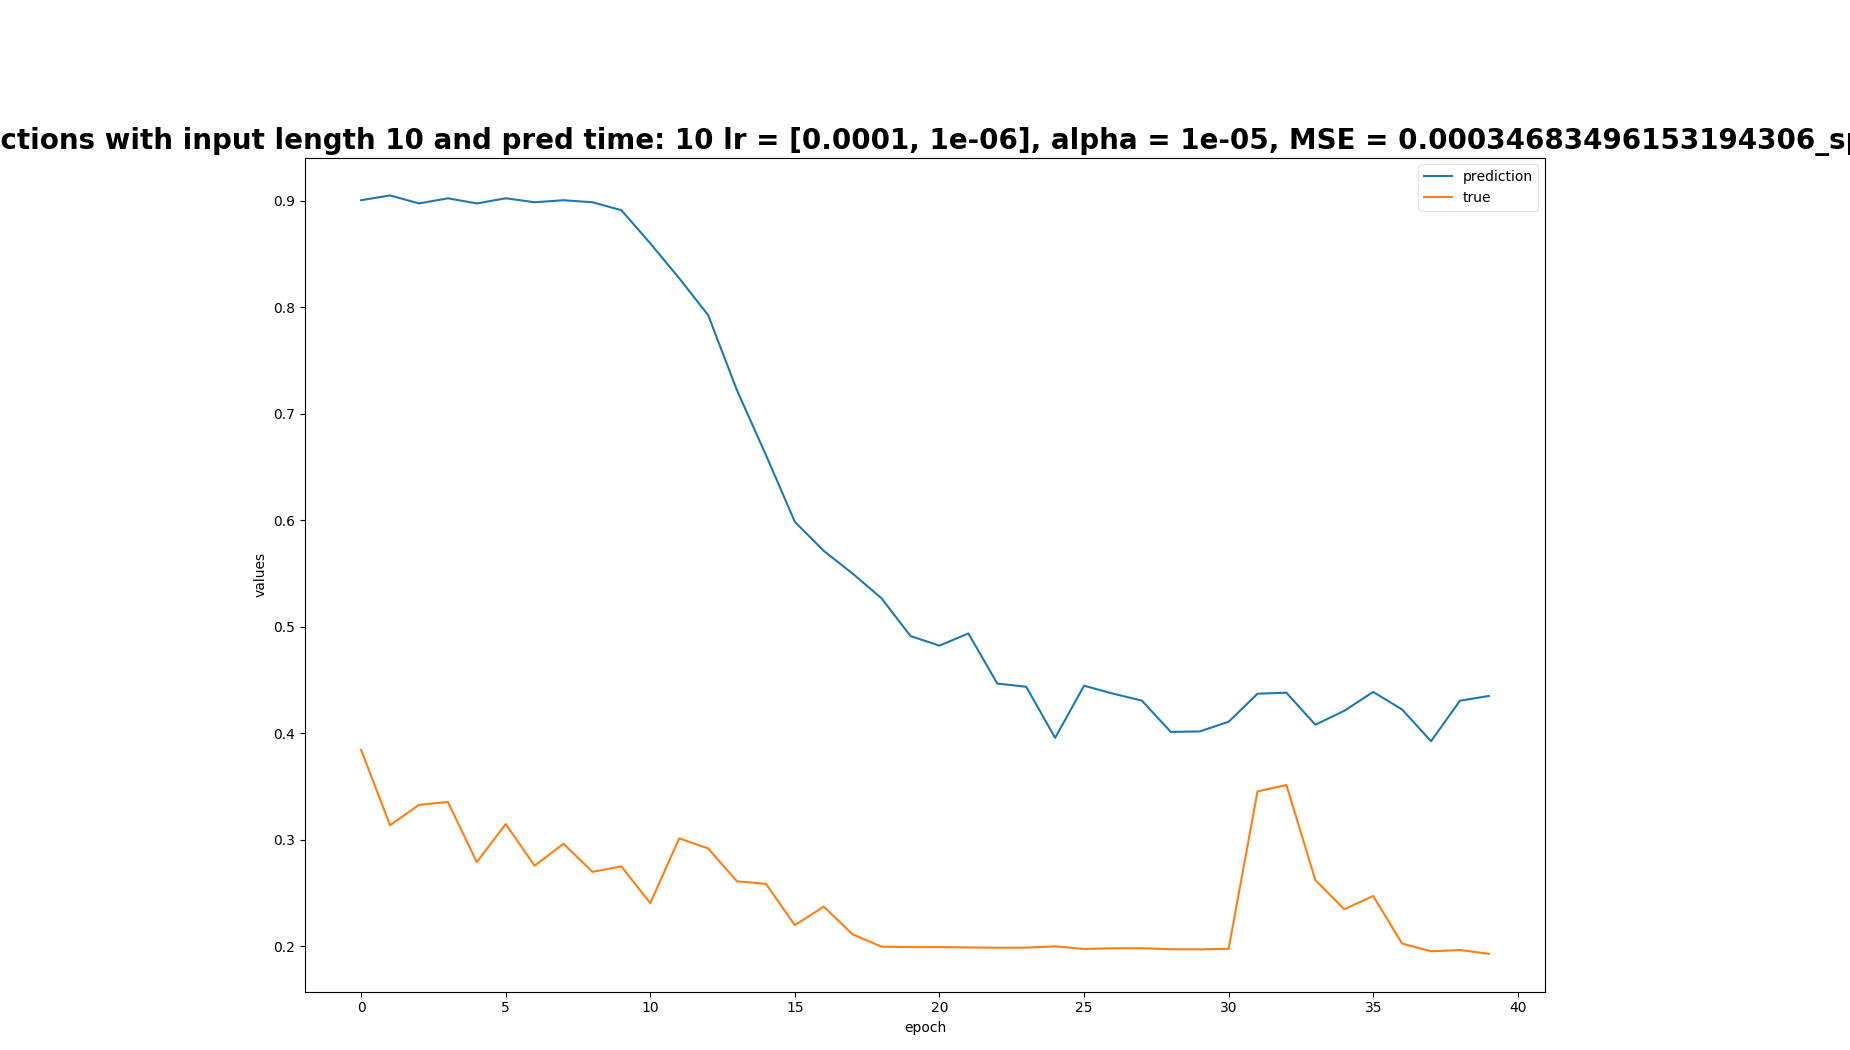 ctions with input length 10 and pred time: 10 lr = [0.0001, 1e-06], alpha = 1e-05, MSE = 0.00034683496153194306_sp
prediction
true
0.9
0.8
0.7
0.6
0.5
0.4
0.3
0.2
values
0 5 10 15 20 25 30 35 40
epoch